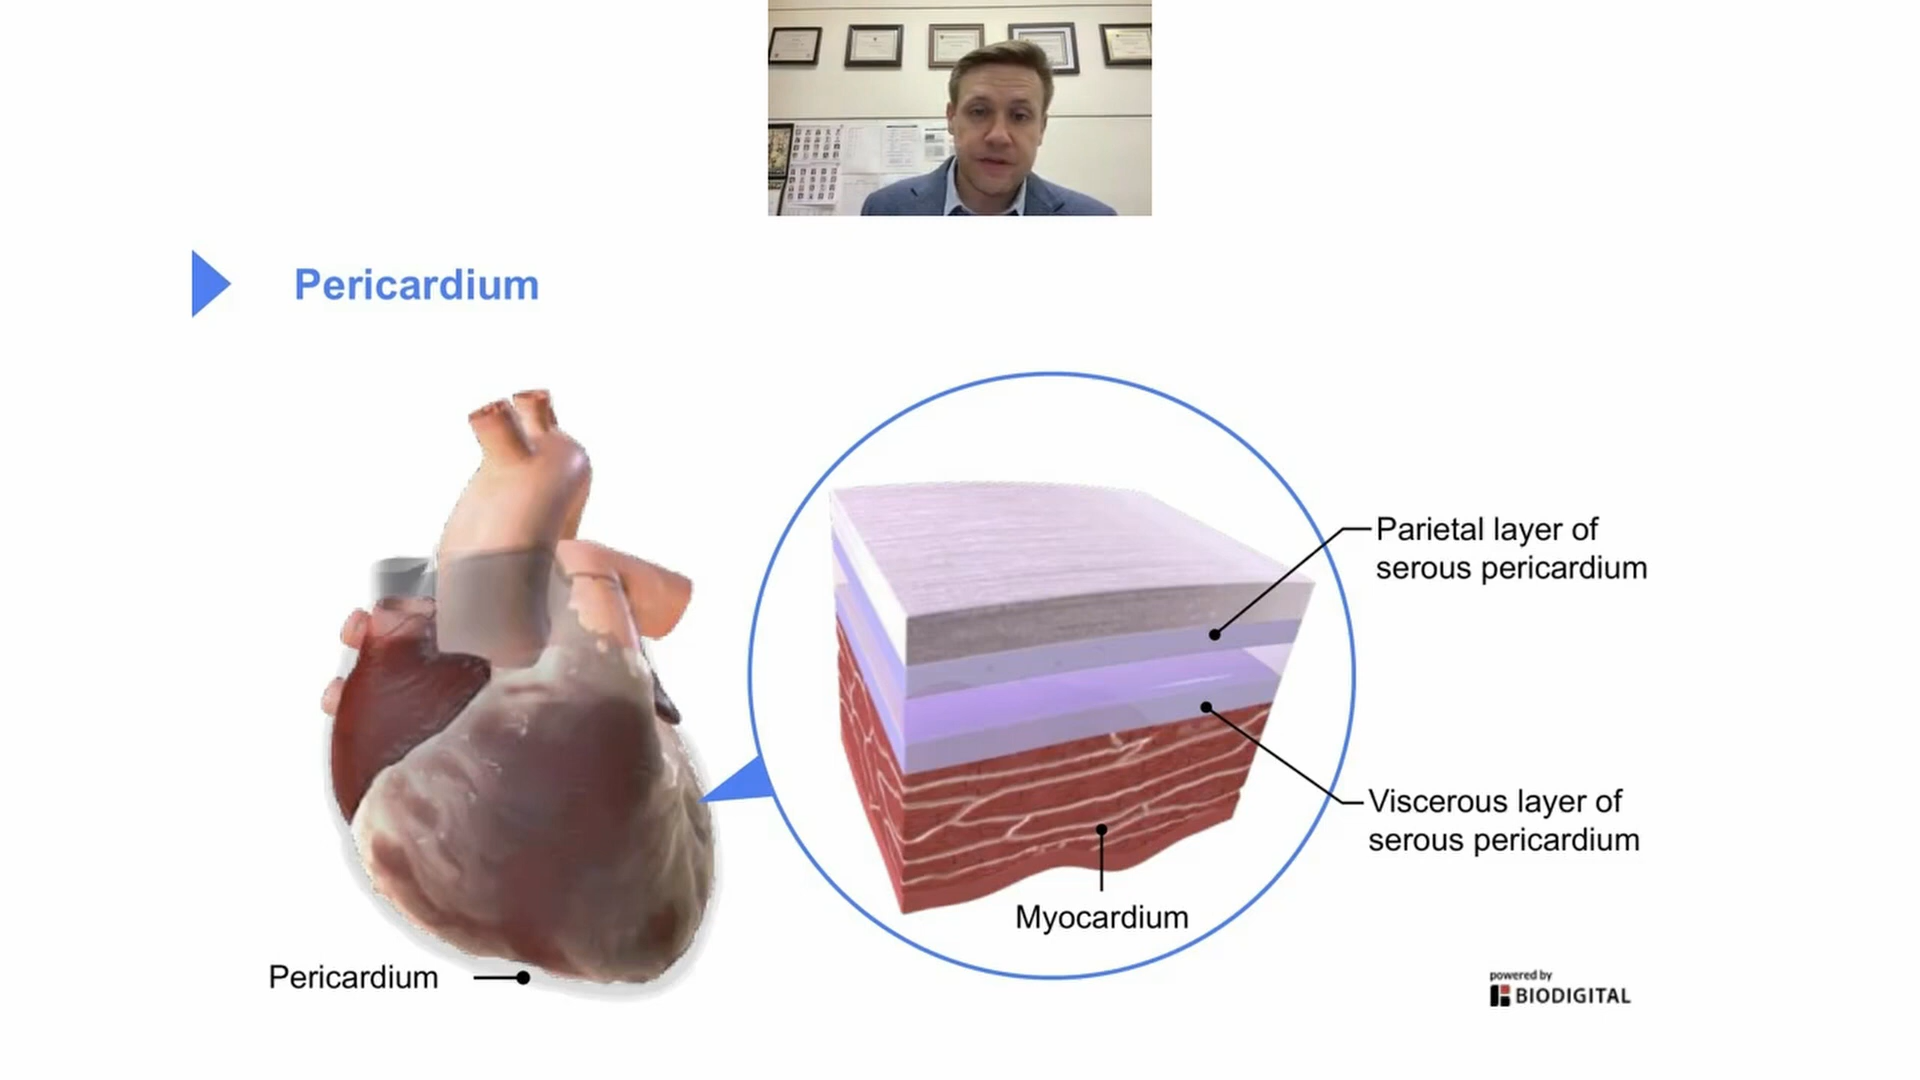 Pericardium
Parietal layer of
serous pericardium
Viscerous layer of
serous pericardium
Myocardium
Pericardium
powered by
BIODIGITAL